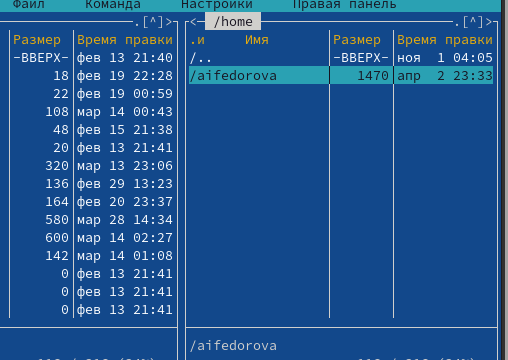 Файл Команда Настройки Правая панель
.[^]> <- /home .[^]>
Размер Время правки .и Имя Размер Время правки
-ВВЕРХ- фев 13 21:40 /.. -ВВЕРХ- ноя 1 04:05
18 фев 19 22:28 /aifedorova 1470 апр 2 23:33
22 фев 19 00:59
108 мар 14 00:43
48 фев 15 21:38
20 фев 13 21:41
320 мар 13 23:06
136 фев 29 13:23
164 фев 20 23:37
580 мар 28 14:34
600 мар 14 02:27
142 мар 14 01:08
0 фев 13 21:41
0 фев 13 21:41
0 фев 13 21:41
/aifedorova